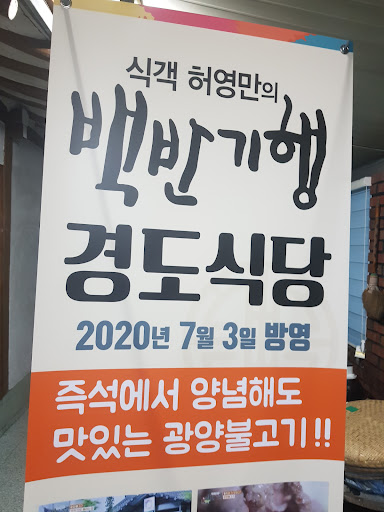 식객 허영만의
백반기행
경도식당
2020년 7월 3일 방영
즉석에서 양념해도
맛있는 광양불고기!!